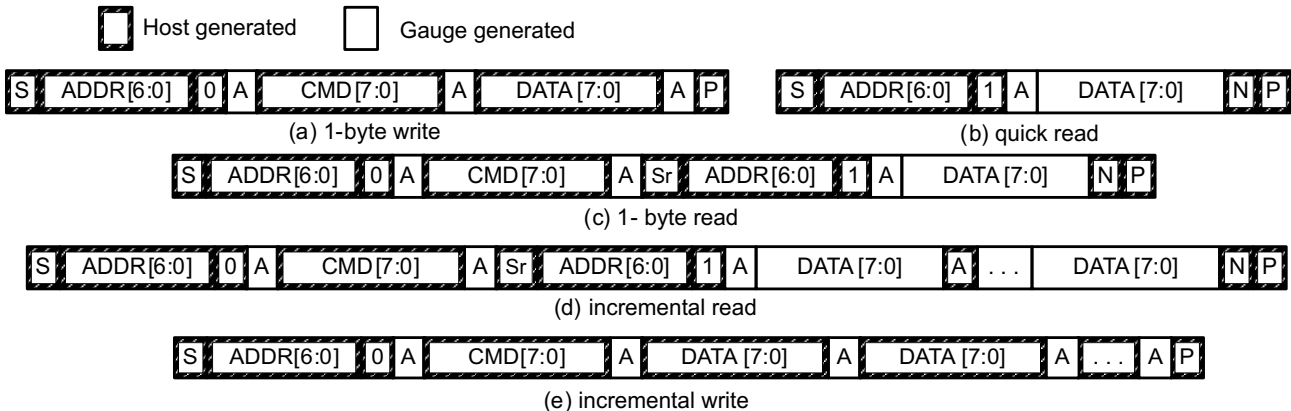 Host generated Gauge generated
S ADDR[6:0] 0 A CMD[7:0] A DATA[7:0] A P S ADDR[6:0] 1 A DATA[7:0] N P
(a) 1-byte write (b) quick read
S ADDR[6:0] 0 A CMD[7:0] A Sr ADDR[6:0] 1 A DATA[7:0] N P
(c) 1- byte read
S ADDR[6:0] 0 A CMD[7:0] A Sr ADDR[6:0] 1 A DATA[7:0] A . . . DATA[7:0] N P
(d) incremental read
S ADDR[6:0] 0 A CMD[7:0] A DATA[7:0] A DATA[7:0] A . . . A P
(e) incremental write